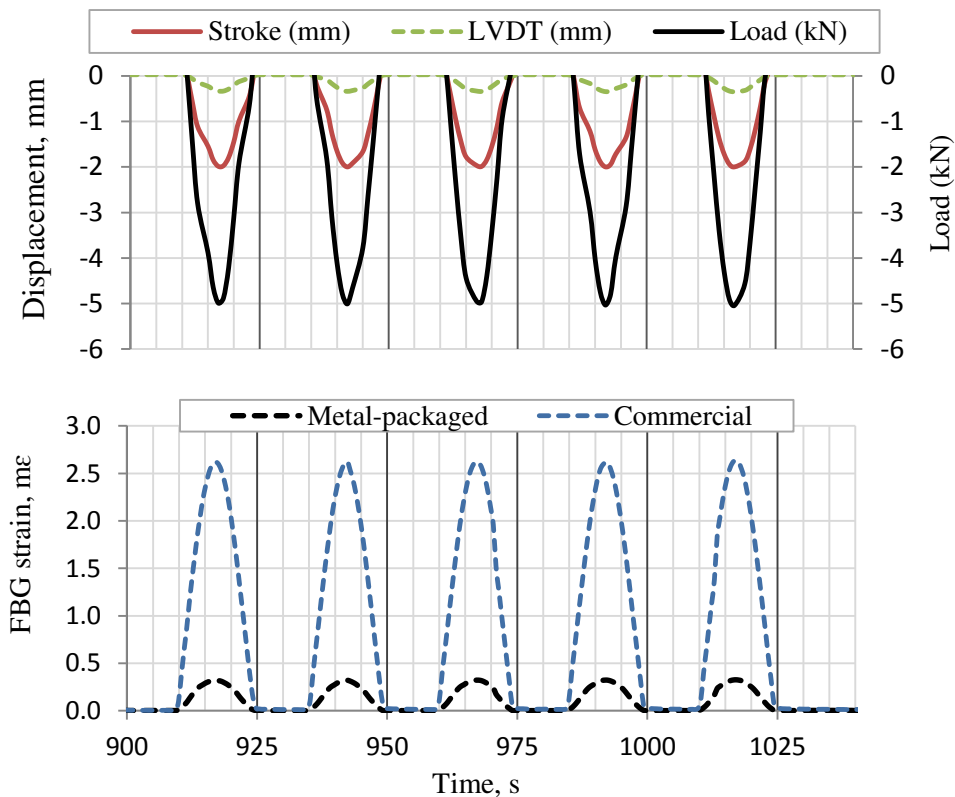 Stroke (mm) LVDT (mm) Load (kN)
0 0
-1 -1
-2 -2
-3 -3
-4 -4
-5 -5
-6 -6
Displacement, mm
Load (kN)
Metal-packaged Commercial
3.0
2.5
2.0
1.5
1.0
0.5
0.0
FBG strain, mε
900 925 950 975 1000 1025
Time, s